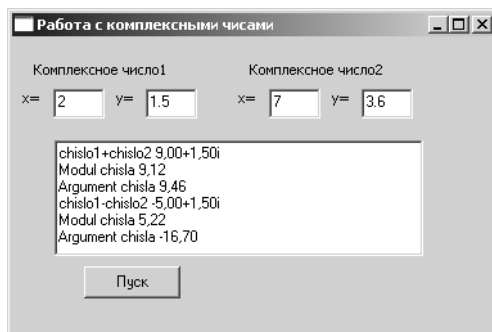 Работа с комплексными чисами
Комплексное число1 Комплексное число2
x= 2 y= 1.5 x= 7 y= 3.6
chislo1+chislo2 9,00+1,50i
Modul chisla 9,12
Argument chisla 9,46
chislo1-chislo2 -5,00+1,50i
Modul chisla 5,22
Argument chisla -16,70
Пуск